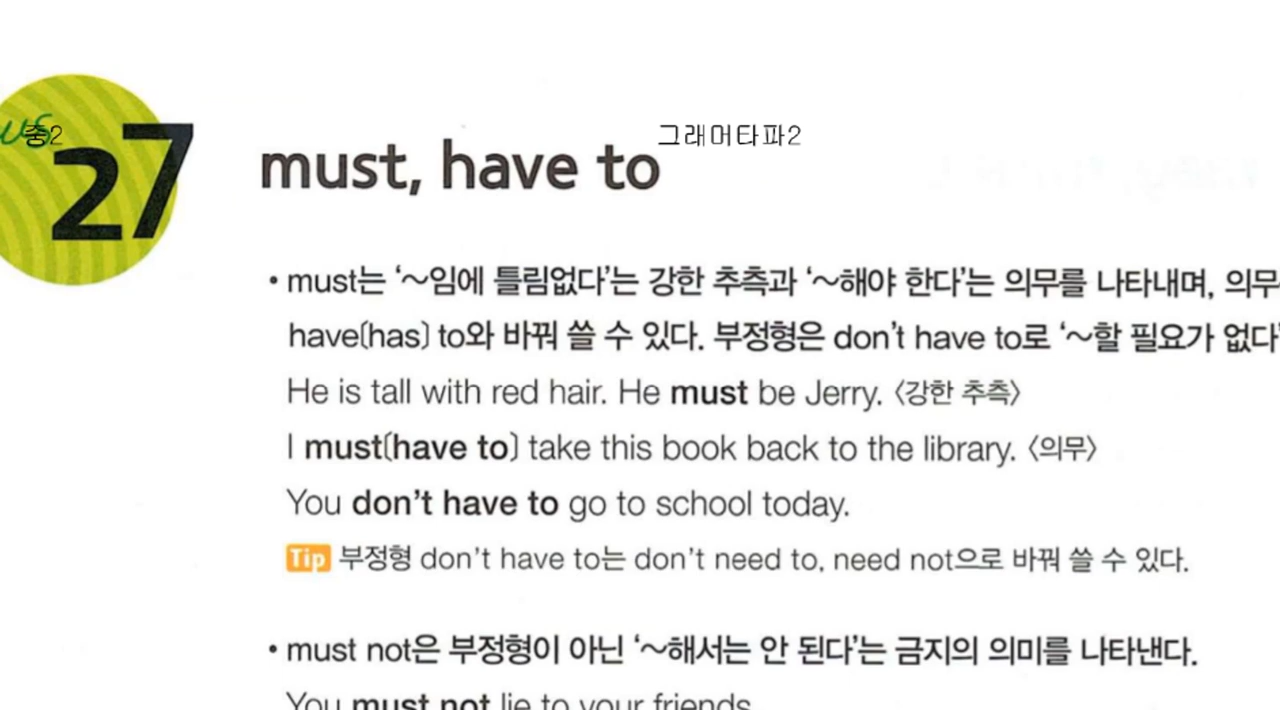 중2
27
must, have to
그래머타파2
• must는 ‘~임에 틀림없다’는 강한 추측과 ‘~해야 한다’는 의무를 나타내며, 의무
have(has) to와 바꿔 쓸 수 있다. 부정형은 don’t have to로 ‘~할 필요가 없다’
He is tall with red hair. He must be Jerry. 〈강한 추측〉
I must(have to) take this book back to the library. 〈의무〉
You don’t have to go to school today.
Tip 부정형 don’t have to는 don’t need to, need not으로 바꿔 쓸 수 있다.
• must not은 부정형이 아닌 ‘~해서는 안 된다’는 금지의 의미를 나타낸다.
You must not lie to your friends.